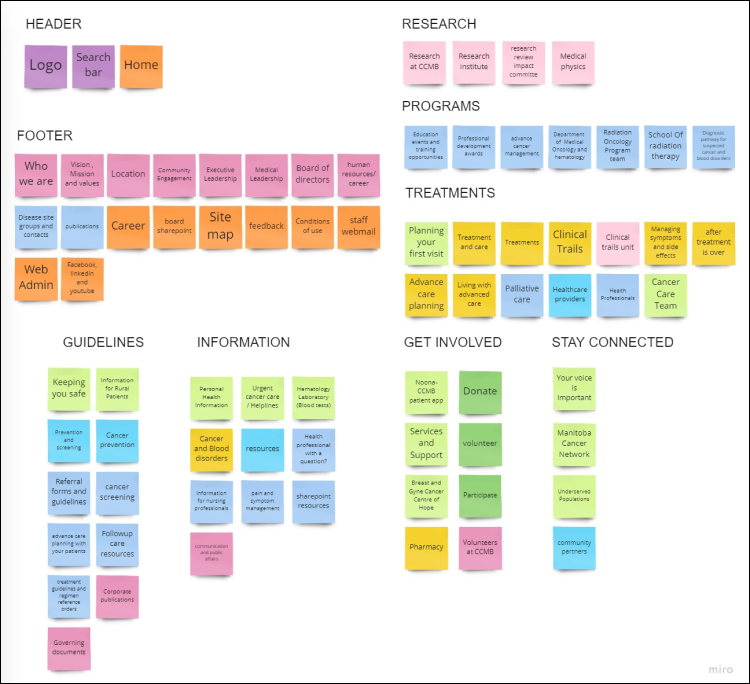 HEADER
Logo
Search
bar
Home
RESEARCH
Research
at CCMB
Research
Institute
research
review
impact
committe
Medical
physics
PROGRAMS
Education
events and
training
opportunities
Professional
development
awards
advance
cancer
management
Department
of Medical
Oncology and
hematology
Radiation
Oncology
Program
team
School Of
radiation
therapy
Diagnostic
pathway for
suspected
cancer and
blood disorders
FOOTER
Who
we are
Vision ,
Mission
and values
Location
Community
Engagement
Executive
Leadership
Medical
Leadership
Board of
directors
human
resources/
career
Disease site
groups and
contacts
publications
Career
board
sharepoint
Site
map
feedback
Conditions
of use
staff
webmail
Web
Admin
Facebook,
linkedin
and
youtube
TREATMENTS
Planning
your
first visit
Treatment
and care
Treatments
Clinical
Trails
Clinical
trails unit
Managing
symptoms
and side
effects
after
treatment
is over
Advance
care
planning
Living with
advanced
care
Palliative
care
Healthcare
providers
Health
Professionals
Cancer
Care
Team
GUIDELINES
Keeping
you safe
Information
for Rural
Patients
Prevention
and
screening
Cancer
prevention
Referral
forms and
guidelines
cancer
screening
advance care
planning with
your patients
Followup
care
resources
treatment
guidelines and
regimen
reference
orders
Corporate
publications
Governing
documents
INFORMATION
Personal
Health
Information
Urgent
cancer care
/ Helplines
Hematology
Laboratory
(Blood tests)
Cancer
and Blood
disorders
resources
Health
professional
with a
question?
information
for nursing
professionals
pain and
symptom
management
sharepoint
resources
communication
and public
affairs
GET INVOLVED
Noona-
CCMB
patient app
Donate
Services
and
Support
volunteer
Breast and
Gyne Cancer
Centre of
Hope
Participate
Pharmacy
Volunteers
at CCMB
STAY CONNECTED
Your voice
is
Important
Manitoba
Cancer
Network
Underserved
Populations
community
partners
miro